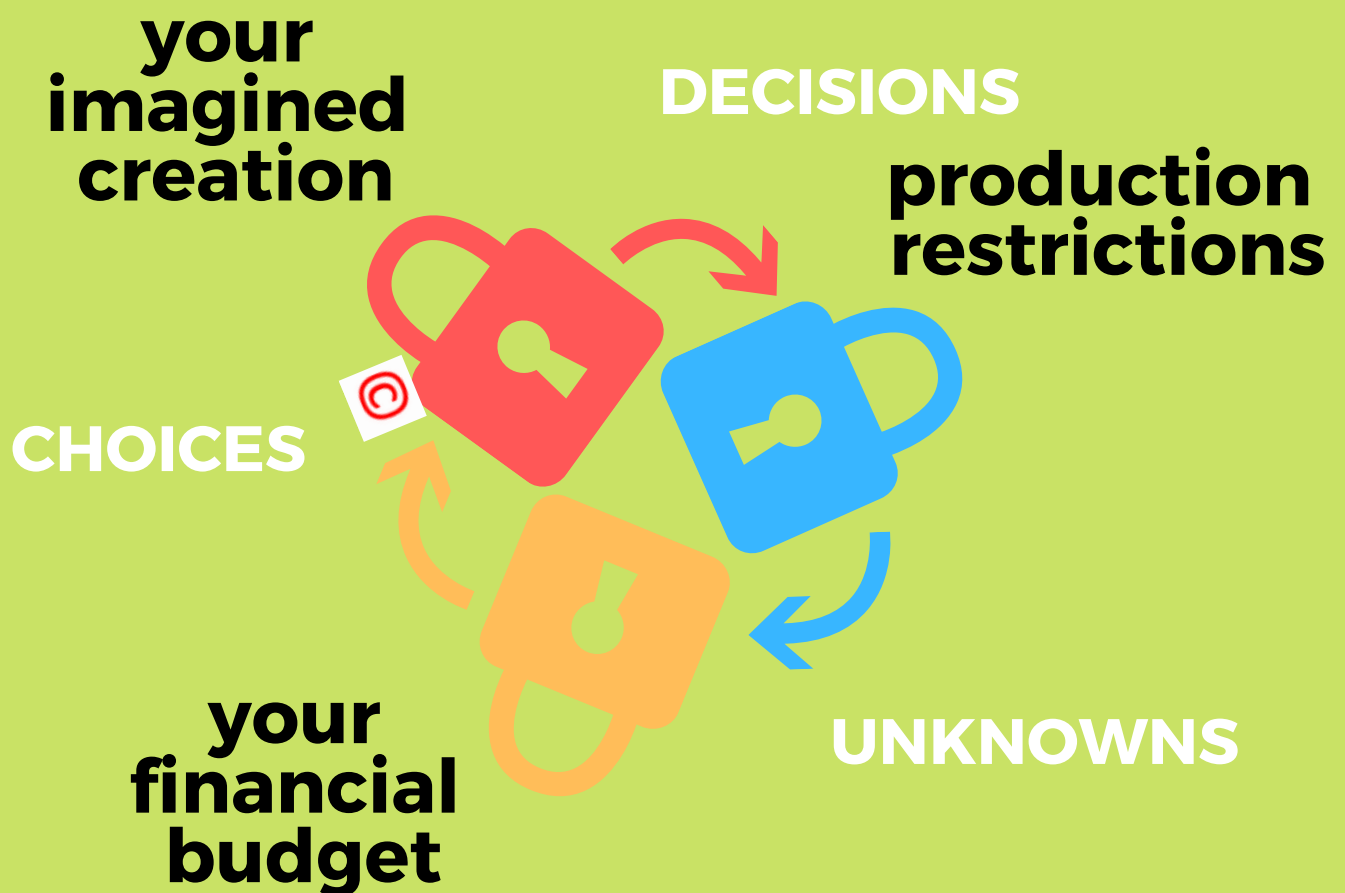 your
imagined
creation
DECISIONS
production
restrictions
©
CHOICES
your
financial
budget
UNKNOWNS